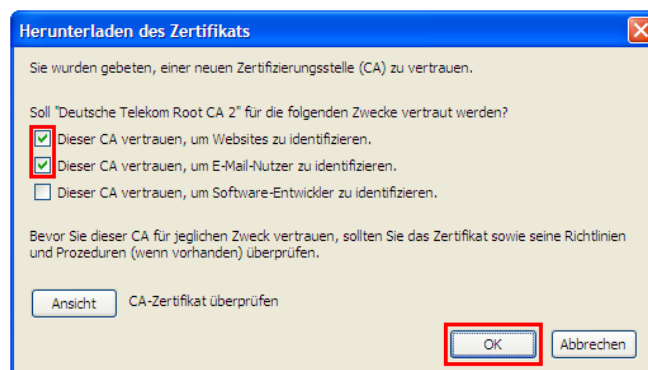 Herunterladen des Zertifikats
Sie wurden gebeten, einer neuen Zertifizierungsstelle (CA) zu vertrauen.
Soll "Deutsche Telekom Root CA 2" für die folgenden Zwecke vertraut werden?
Dieser CA vertrauen, um Websites zu identifizieren.
Dieser CA vertrauen, um E-Mail-Nutzer zu identifizieren.
Dieser CA vertrauen, um Software-Entwickler zu identifizieren.
Bevor Sie dieser CA für jeglichen Zweck vertrauen, sollten Sie das Zertifikat sowie seine Richtlinien
und Prozeduren (wenn vorhanden) überprüfen.
Ansicht CA-Zertifikat überprüfen
OK Abbrechen